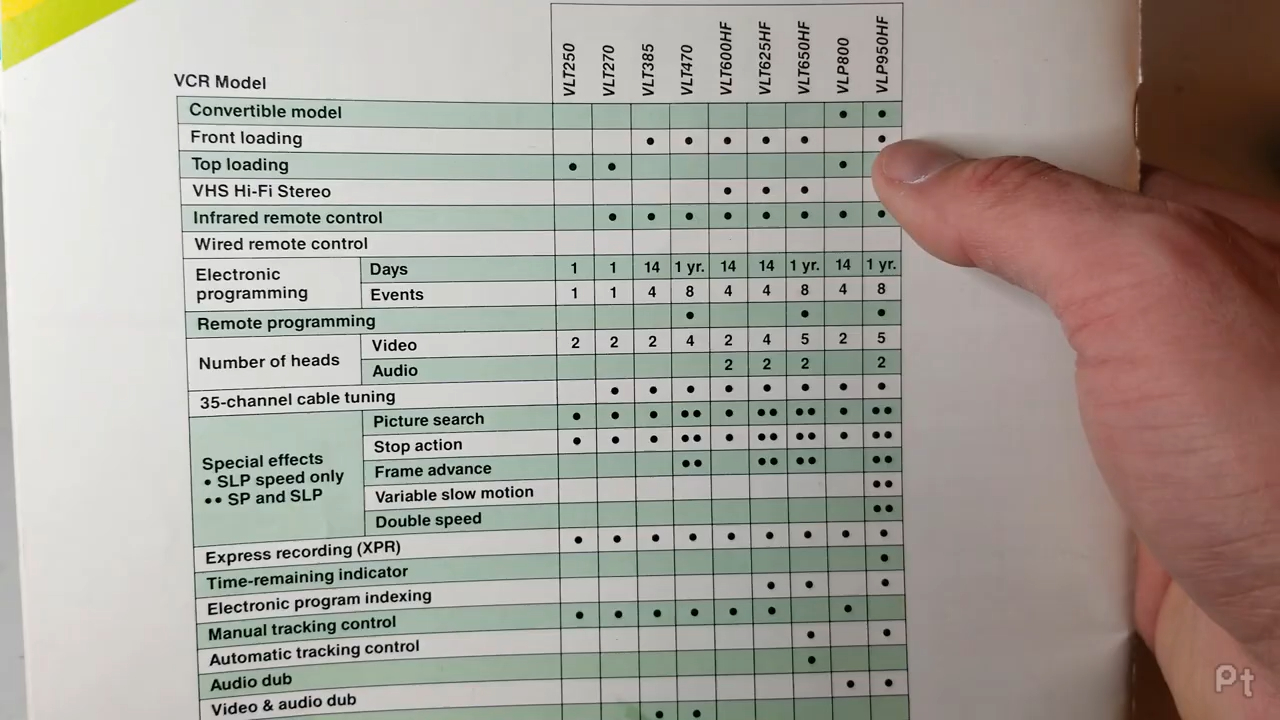 VCR Model VLT250 VLT270 VLT385 VLT470 VLT600HF VLT625HF VLT650HF VLP800 VLP950HF
Convertible model • •
Front loading • • • • • •
Top loading • • •
VHS Hi-Fi Stereo • • •
Infrared remote control • • • • • • • •
Wired remote control
Electronic programming Days 1 1 14 1 yr. 14 14 1 yr. 14 1 yr.
Events 1 1 4 8 4 4 8 4 8
Remote programming • • •
Number of heads Video 2 2 2 4 2 4 5 2 5
Audio 2 2 2 2
35-channel cable tuning • • • • • • • •
Special effects
• SLP speed only
•• SP and SLP
Picture search • • • •• • •• •• • ••
Stop action • • • •• • •• •• • ••
Frame advance •• •• •• ••
Variable slow motion ••
Double speed ••
Express recording (XPR) • • • • • • • • •
Time-remaining indicator •
Electronic program indexing • • •
Manual tracking control • • • • • • •
Automatic tracking control • •
Audio dub •
Video & audio dub • •
• •
Pt